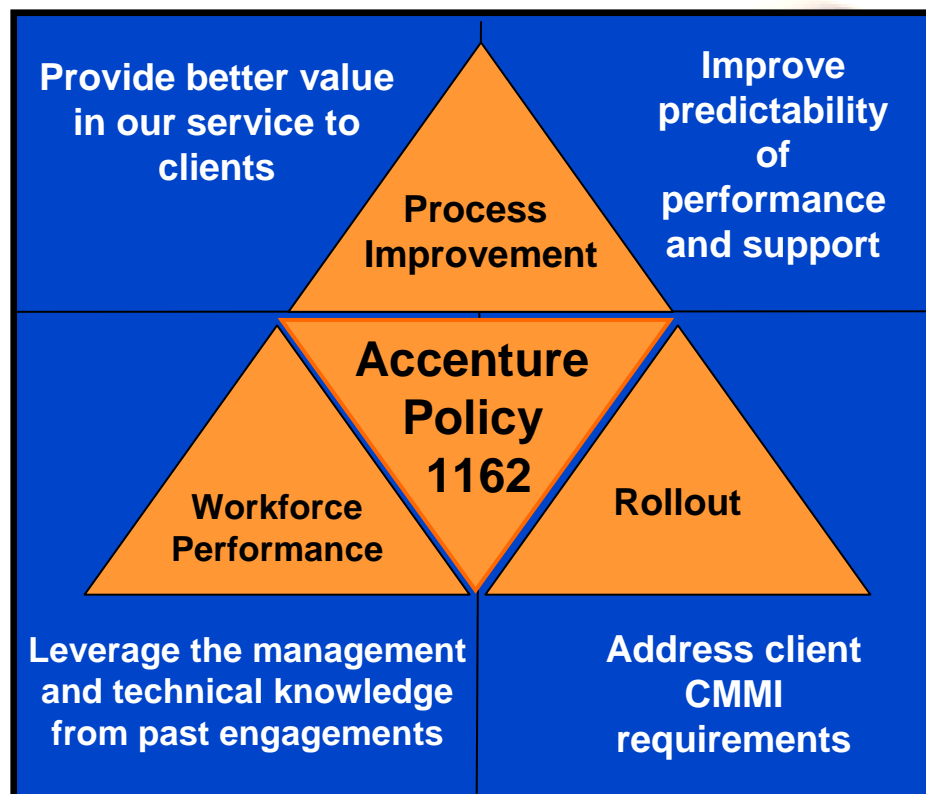 Provide better value
in our service to
clients
Improve
predictability
of
performance
and support
Process
Improvement
Accenture
Policy
1162
Workforce
Performance
Rollout
Leverage the management
and technical knowledge
from past engagements
Address client
CMMI
requirements